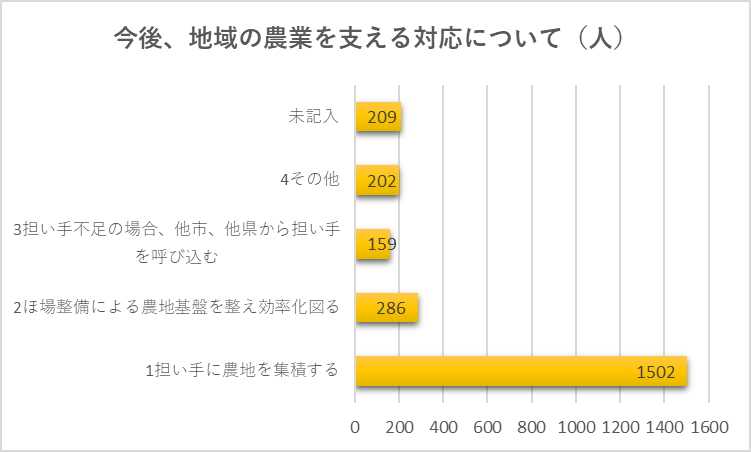 今後、地域の農業を支える対応について（人）
未記入
209
4その他
202
3担い手不足の場合、他市、他県から担い手
を呼び込む
159
2ほ場整備による農地基盤を整え効率化図る
286
1担い手に農地を集積する
1502
0 200 400 600 800 1000 1200 1400 1600